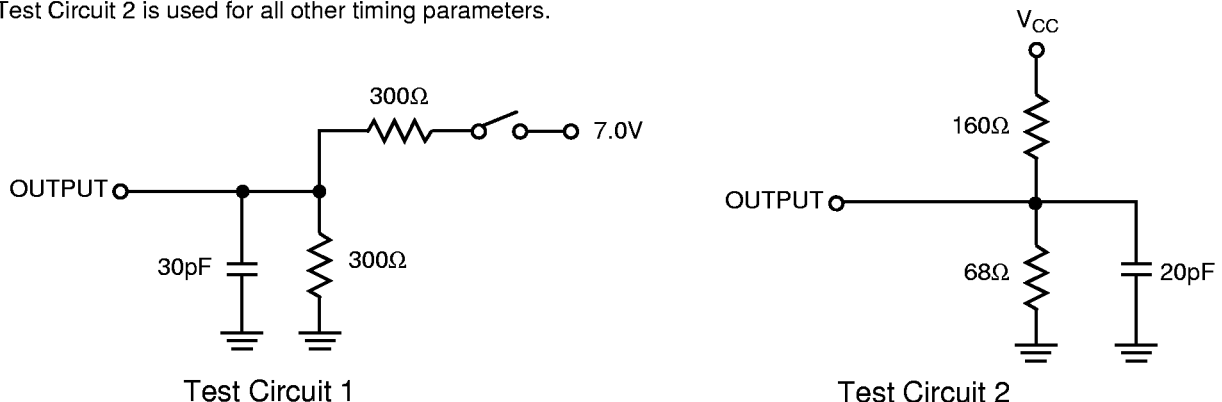 Test Circuit 2 is used for all other timing parameters.
300Ω
7.0V
OUTPUT
30pF
300Ω
Test Circuit 1
VCC
160Ω
OUTPUT
68Ω
20pF
Test Circuit 2